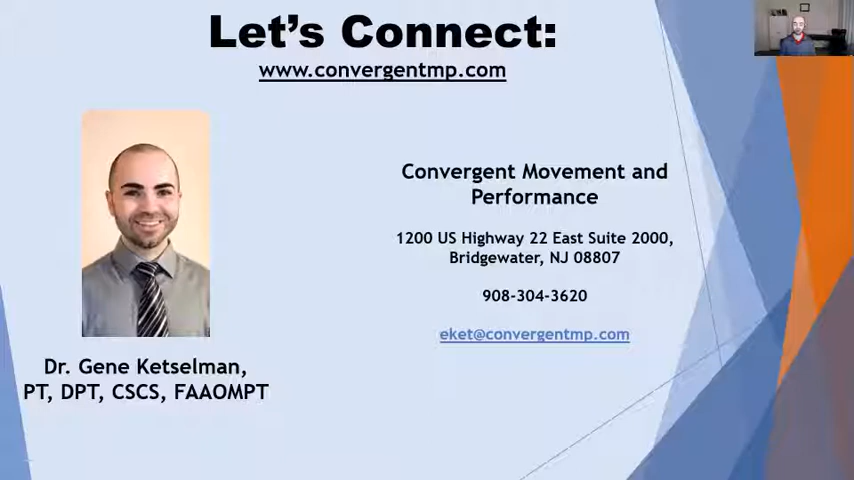 Let's Connect:
www.convergentmp.com
Convergent Movement and
Performance
1200 US Highway 22 East Suite 2000,
Bridgewater, NJ 08807
908-304-3620
eket@convergentmp.com
Dr. Gene Ketselman,
PT, DPT, CSCS, FAAOMPT